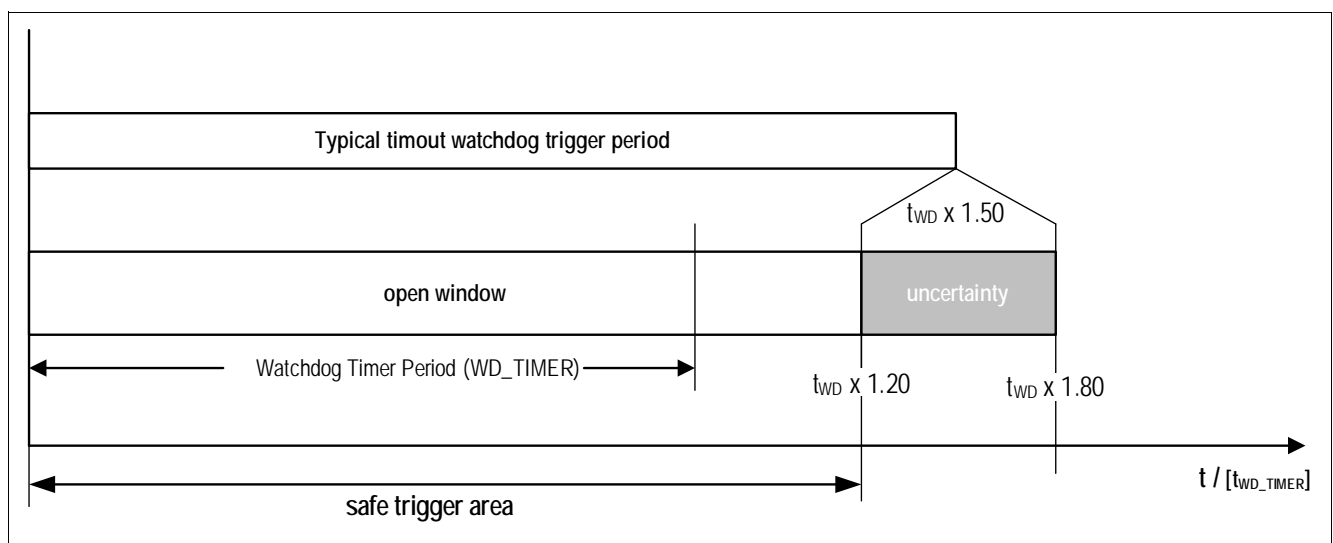 Typical timout watchdog trigger period
tWD x 1.50
open window
uncertainty
Watchdog Timer Period (WD_TIMER)
tWD x 1.20
tWD x 1.80
t / [tWD_TIMER]
safe trigger area